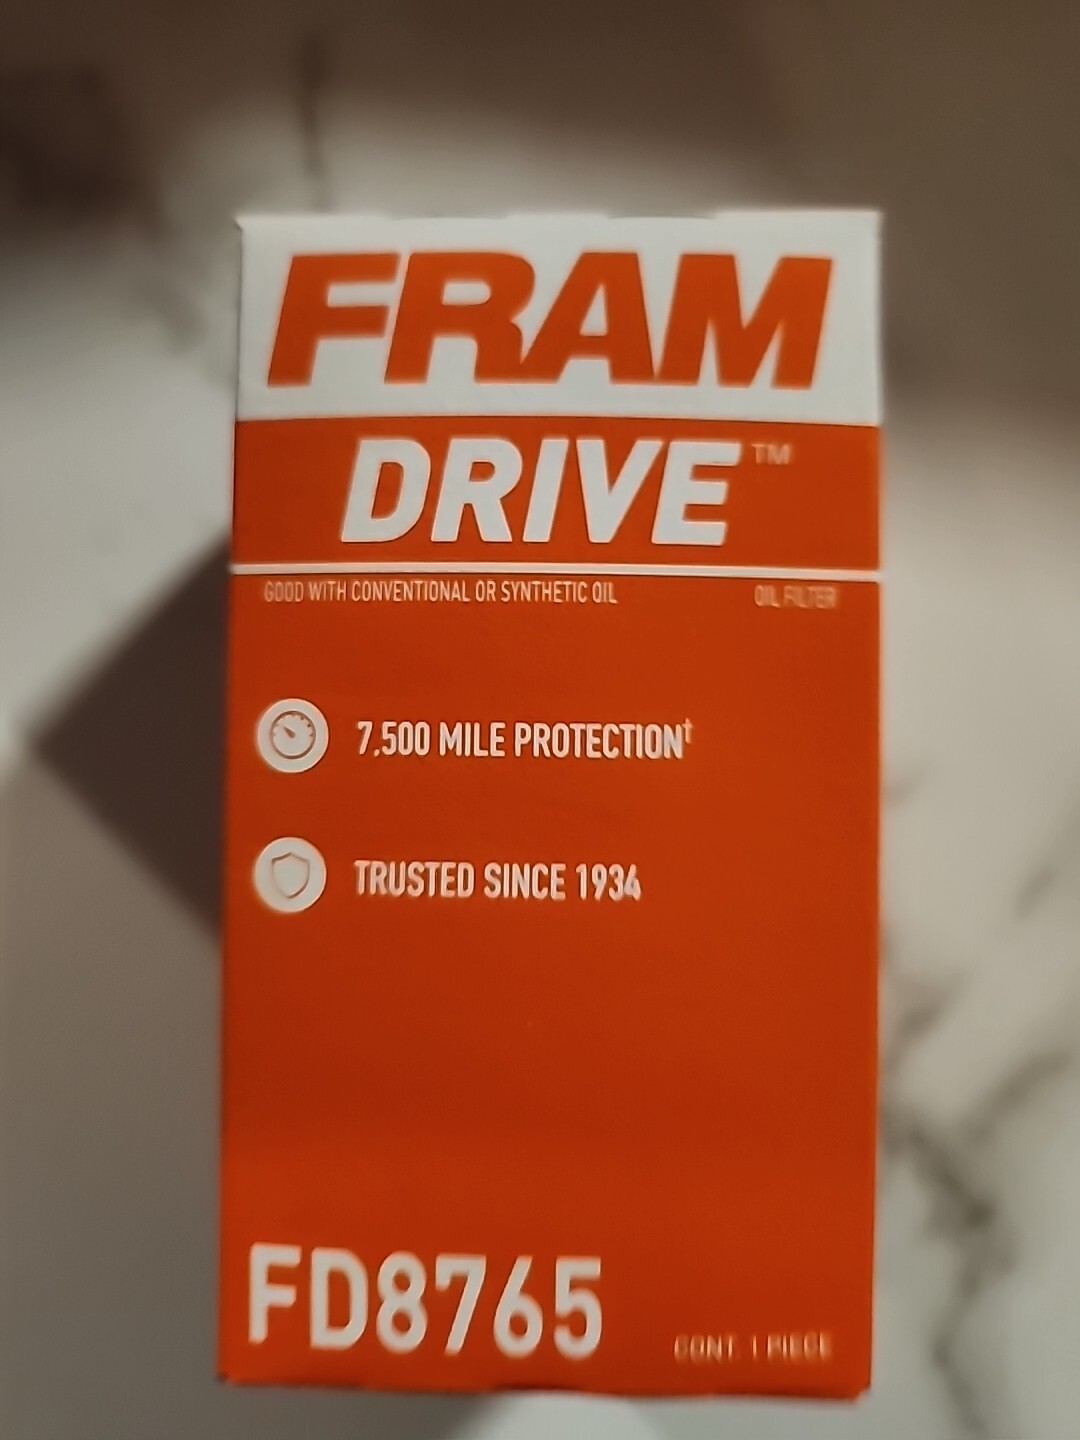 FRAM
DRIVE™
GOOD WITH CONVENTIONAL OR SYNTHETIC OIL OIL FILTER
7,500 MILE PROTECTION†
TRUSTED SINCE 1934
FD8765
CONT. 1 PIECE